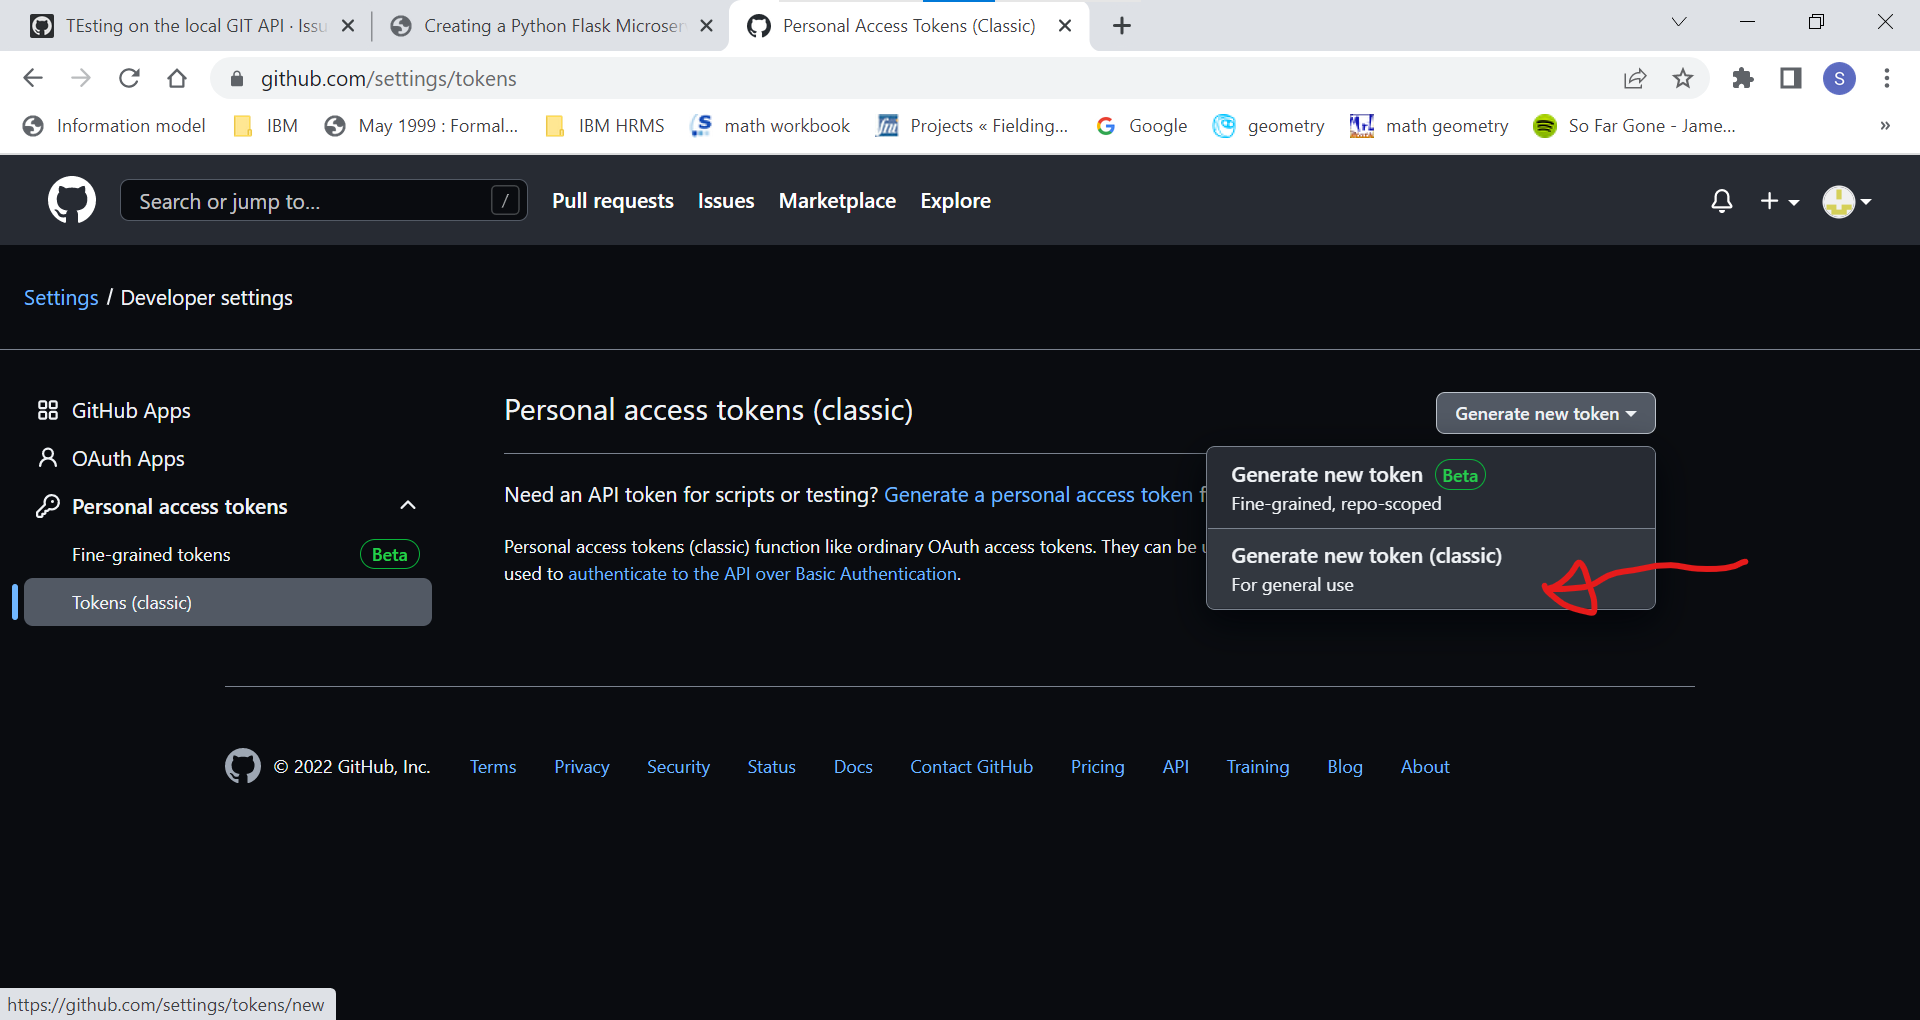 TEsting on the local GIT API · Issu
Creating a Python Flask Microser
Personal Access Tokens (Classic)
github.com/settings/tokens
S
Information model
IBM
May 1999 : Formal...
IBM HRMS
math workbook
Projects « Fielding...
Google
geometry
math geometry
So Far Gone - Jame...
»
Search or jump to...
/
Pull requests
Issues
Marketplace
Explore
Settings / Developer settings
GitHub Apps
OAuth Apps
Personal access tokens
Fine-grained tokens
Beta
Tokens (classic)
Personal access tokens (classic)
Generate new token
Need an API token for scripts or testing? Generate a personal access token f
Personal access tokens (classic) function like ordinary OAuth access tokens. They can be u
used to authenticate to the API over Basic Authentication.
Generate new token Beta
Fine-grained, repo-scoped
Generate new token (classic)
For general use
© 2022 GitHub, Inc.
Terms
Privacy
Security
Status
Docs
Contact GitHub
Pricing
API
Training
Blog
About
https://github.com/settings/tokens/new